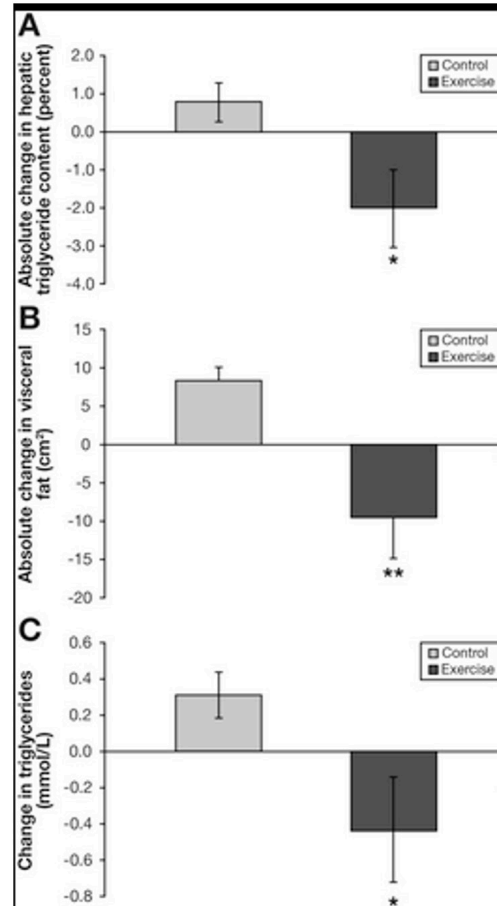 A
Absolute change in hepatic
triglyceride content (percent)
2.0
1.0
0.0
-1.0
-2.0
-3.0
-4.0
Control
Exercise
*
B
Absolute change in visceral
fat (cm²)
15
10
5
0
-5
-10
-15
-20
Control
Exercise
**
C
Change in triglycerides
(mmol/L)
0.6
0.4
0.2
0.0
-0.2
-0.4
-0.6
-0.8
Control
Exercise
*